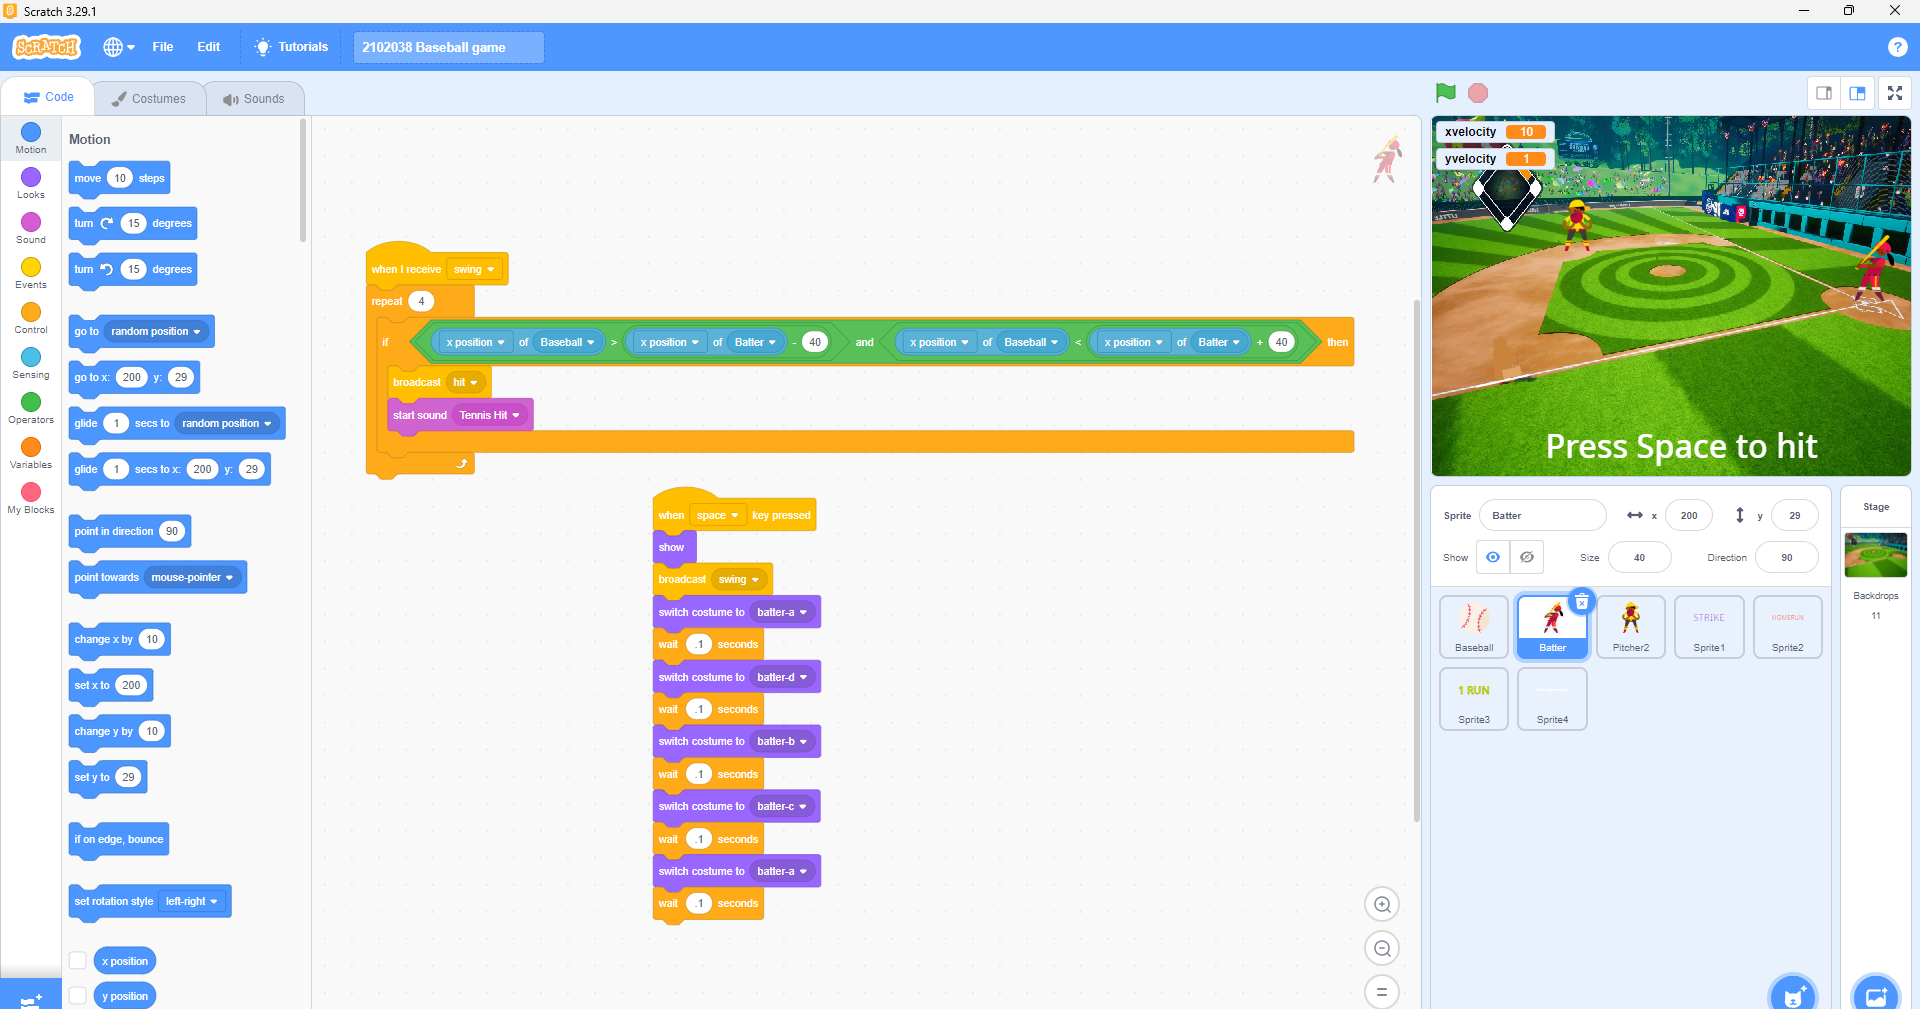 Scratch 3.29.1
SCRATCH File Edit Tutorials 2102038 Baseball game ?
Code Costumes Sounds
Motion
Looks
Sound
Events
Control
Sensing
Operators
Variables
My Blocks
Motion
move 10 steps
turn 15 degrees
turn 15 degrees
go to random position
go to x: 200 y: 29
glide 1 secs to random position
glide 1 secs to x: 200 y: 29
point in direction 90
point towards mouse-pointer
change x by 10
set x to 200
change y by 10
set y to 29
if on edge, bounce
set rotation style left-right
x position
y position
when I receive swing
repeat 4
if x position of Baseball > x position of Batter - 40 and x position of Baseball < x position of Batter + 40 then
broadcast hit
start sound Tennis Hit
when space key pressed
show
broadcast swing
switch costume to batter-a
wait .1 seconds
switch costume to batter-d
wait .1 seconds
switch costume to batter-b
wait .1 seconds
switch costume to batter-c
wait .1 seconds
switch costume to batter-a
wait .1 seconds
xvelocity 10
yvelocity 1
Press Space to hit
Sprite Batter x 200 y 29
Show Size 40 Direction 90
Baseball
Batter
Pitcher2
STRIKE
Sprite1
HOMERUN
Sprite2
1 RUN
Sprite3
Sprite4
Stage
Backdrops
11